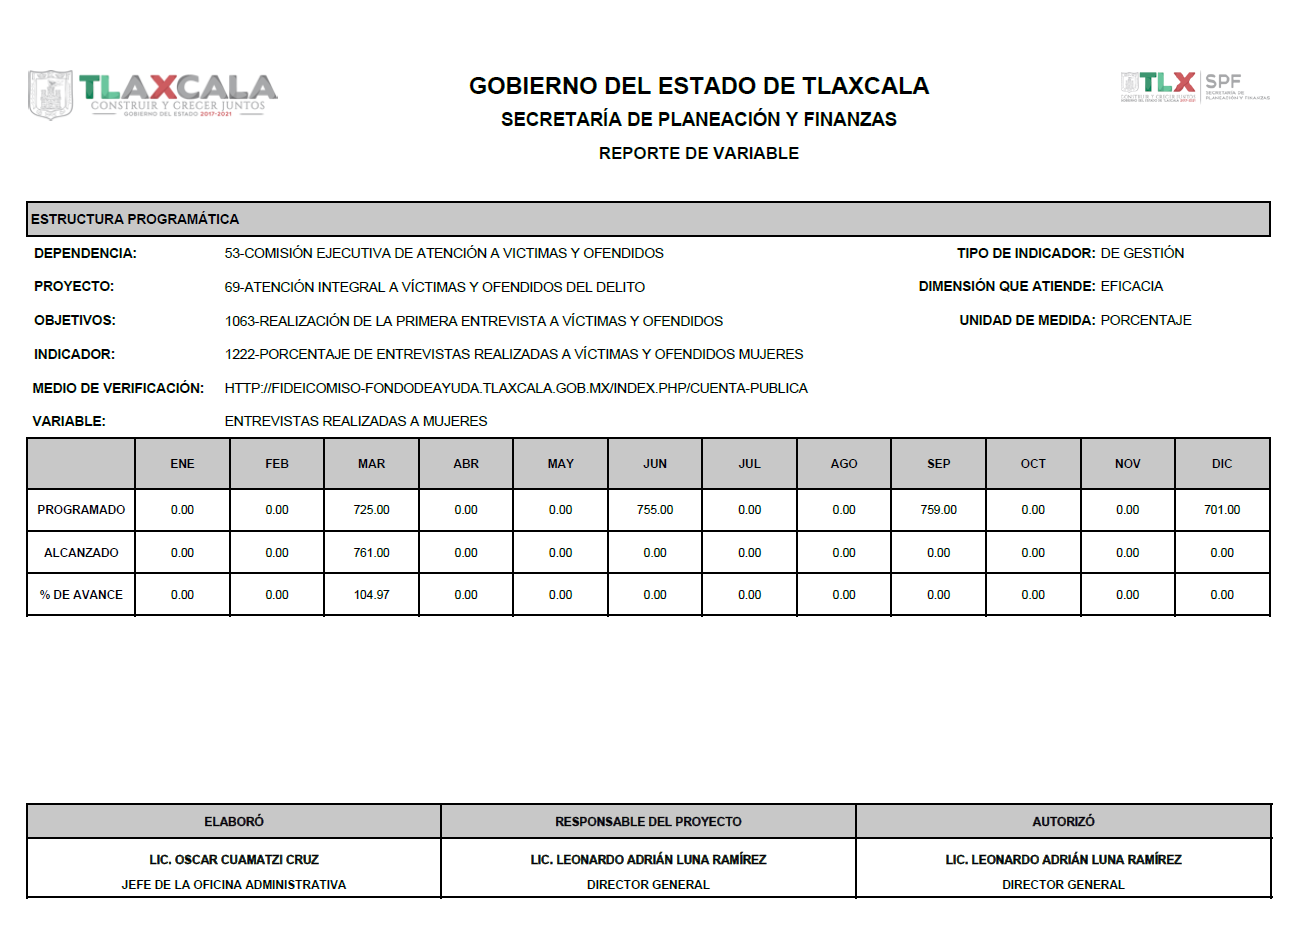 TLAXCALA
CONSTRUIR Y CRECER JUNTOS
GOBIERNO DEL ESTADO 2017-2021
GOBIERNO DEL ESTADO DE TLAXCALA
SECRETARÍA DE PLANEACIÓN Y FINANZAS
REPORTE DE VARIABLE
TLX
CONSTRUIR Y CRECER JUNTOS
SPF
SECRETARÍA DE
PLANEACIÓN Y FINANZAS
ESTRUCTURA PROGRAMÁTICA
DEPENDENCIA: 53-COMISIÓN EJECUTIVA DE ATENCIÓN A VICTIMAS Y OFENDIDOS TIPO DE INDICADOR: DE GESTIÓN
PROYECTO: 69-ATENCIÓN INTEGRAL A VÍCTIMAS Y OFENDIDOS DEL DELITO DIMENSIÓN QUE ATIENDE: EFICACIA
OBJETIVOS: 1063-REALIZACIÓN DE LA PRIMERA ENTREVISTA A VÍCTIMAS Y OFENDIDOS UNIDAD DE MEDIDA: PORCENTAJE
INDICADOR: 1222-PORCENTAJE DE ENTREVISTAS REALIZADAS A VÍCTIMAS Y OFENDIDOS MUJERES
MEDIO DE VERIFICACIÓN: HTTP://FIDEICOMISO-FONDODEAYUDA.TLAXCALA.GOB.MX/INDEX.PHP/CUENTA-PUBLICA
VARIABLE: ENTREVISTAS REALIZADAS A MUJERES
ENE FEB MAR ABR MAY JUN JUL AGO SEP OCT NOV DIC
PROGRAMADO 0.00 0.00 725.00 0.00 0.00 755.00 0.00 0.00 759.00 0.00 0.00 701.00
ALCANZADO 0.00 0.00 761.00 0.00 0.00 0.00 0.00 0.00 0.00 0.00 0.00 0.00
% DE AVANCE 0.00 0.00 104.97 0.00 0.00 0.00 0.00 0.00 0.00 0.00 0.00 0.00
ELABORÓ RESPONSABLE DEL PROYECTO AUTORIZÓ
LIC. OSCAR CUAMATZI CRUZ LIC. LEONARDO ADRIÁN LUNA RAMÍREZ LIC. LEONARDO ADRIÁN LUNA RAMÍREZ
JEFE DE LA OFICINA ADMINISTRATIVA DIRECTOR GENERAL DIRECTOR GENERAL